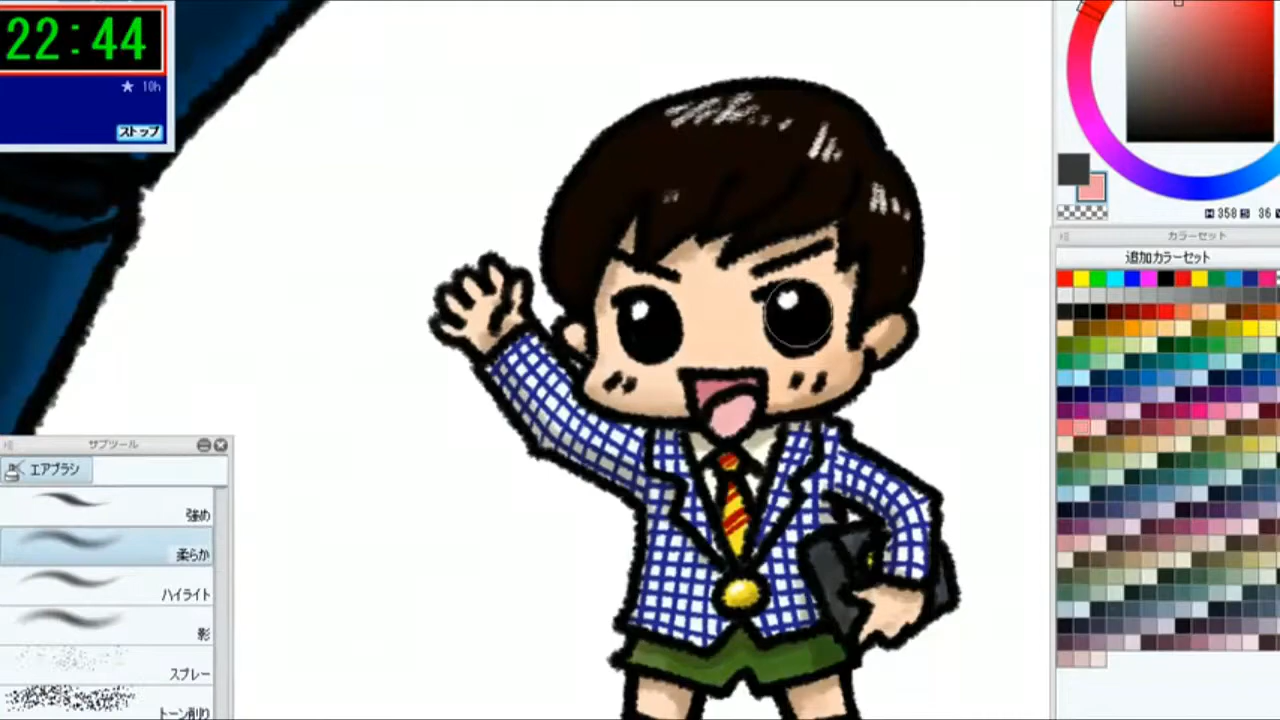 22:44
★ 10h
ストップ
H 358 S 36 V
カラーセット
追加カラーセット
サブツール
エアブラシ
強め
柔らか
ハイライト
影
スプレー
トーン削り